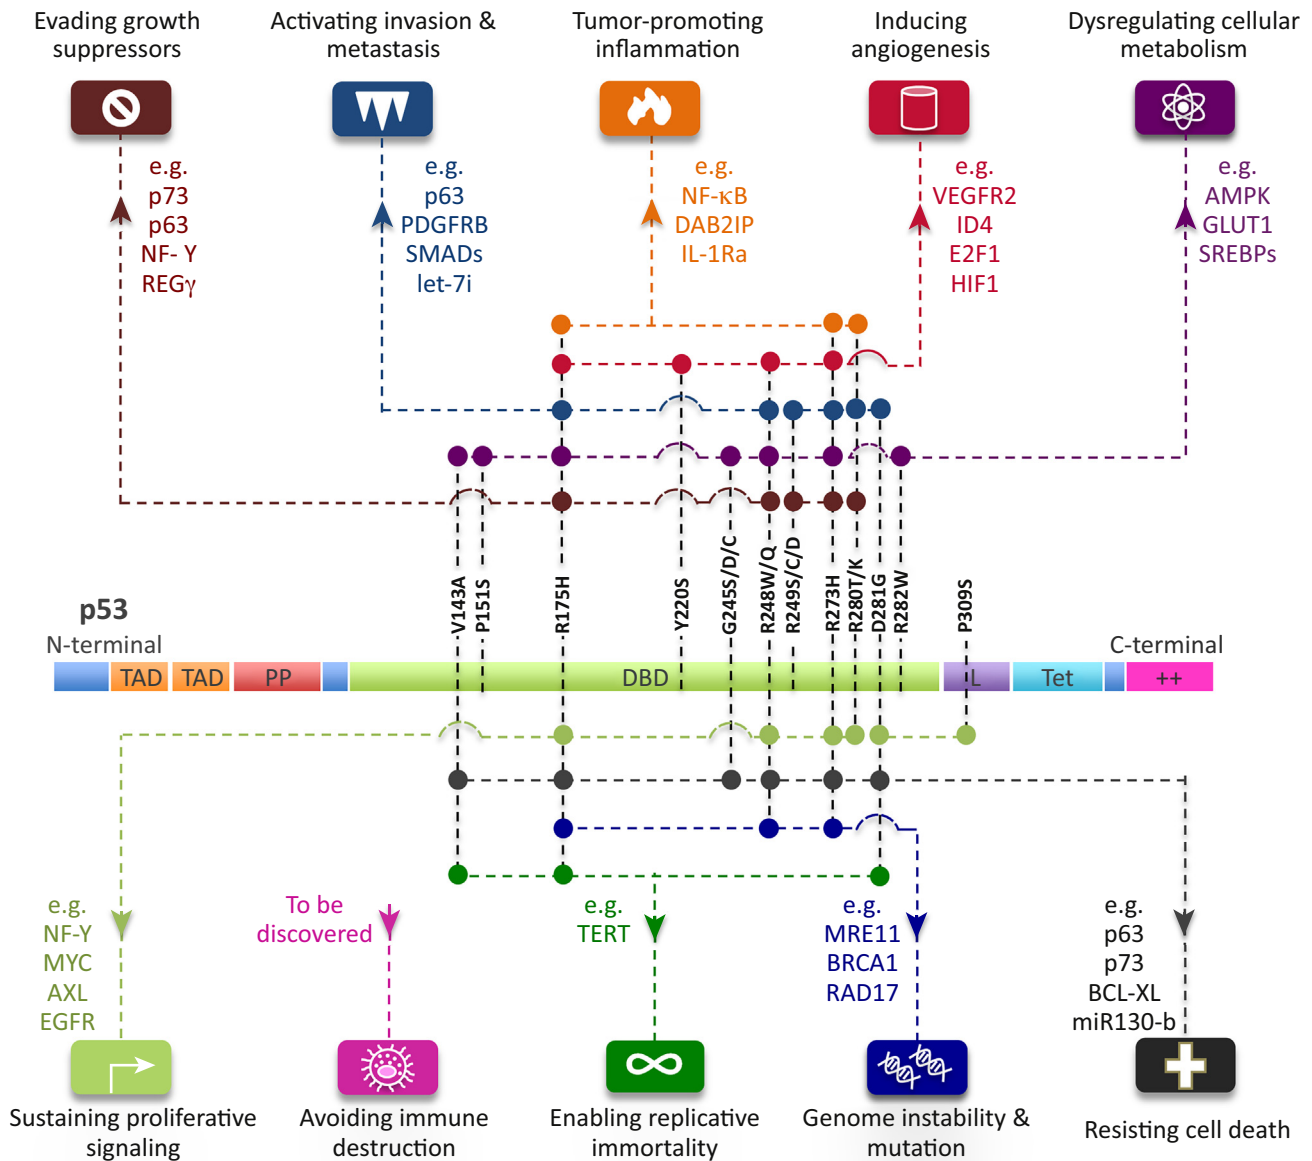 Evading growth
suppressors
Activating invasion &
metastasis
Tumor-promoting
inflammation
Inducing
angiogenesis
Dysregulating cellular
metabolism
e.g.
p73
p63
NF- Y
REGγ
e.g.
p63
PDGFRB
SMADs
let-7i
e.g.
NF-κB
DAB2IP
IL-1Ra
e.g.
VEGFR2
ID4
E2F1
HIF1
e.g.
AMPK
GLUT1
SREBPs
V143A
P151S
R175H
Y220S
G245S/D/C
R248W/Q
R249S/C/D
R273H
R280T/K
D281G
R282W
P309S
p53
N-terminal
C-terminal
TAD
TAD
PP
DBD
L
Tet
++
e.g.
NF-Y
MYC
AXL
EGFR
To be
discovered
e.g.
TERT
e.g.
MRE11
BRCA1
RAD17
e.g.
p63
p73
BCL-XL
miR130-b
Sustaining proliferative
signaling
Avoiding immune
destruction
Enabling replicative
immortality
Genome instability &
mutation
Resisting cell death